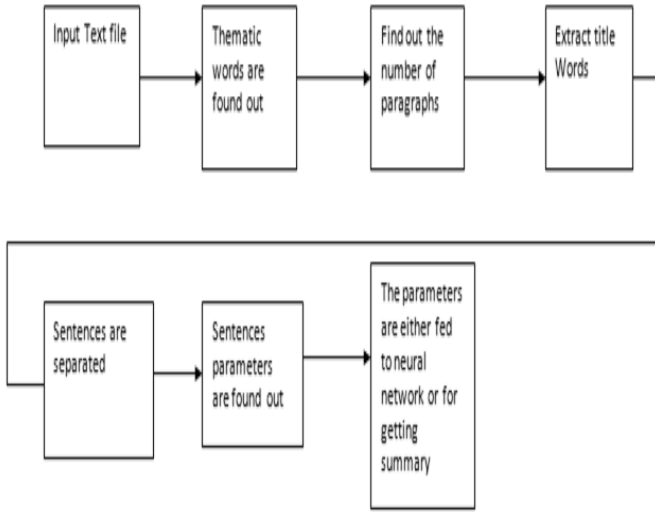 Input Text file
Thematic
words are
found out
Find out the
number of
paragraphs
Extract title
Words
Sentences are
separated
Sentences
parameters
are found out
The parameters
are either fed
to neural
network or for
getting
summary